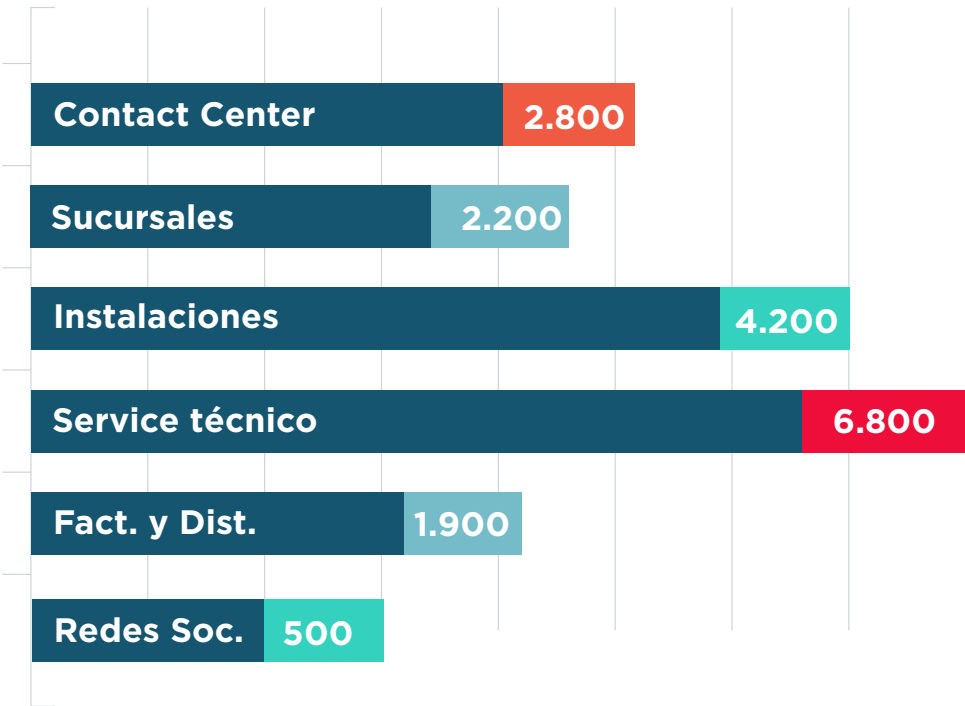 Contact Center 2.800
Sucursales 2.200
Instalaciones 4.200
Service técnico 6.800
Fact. y Dist. 1.900
Redes Soc. 500